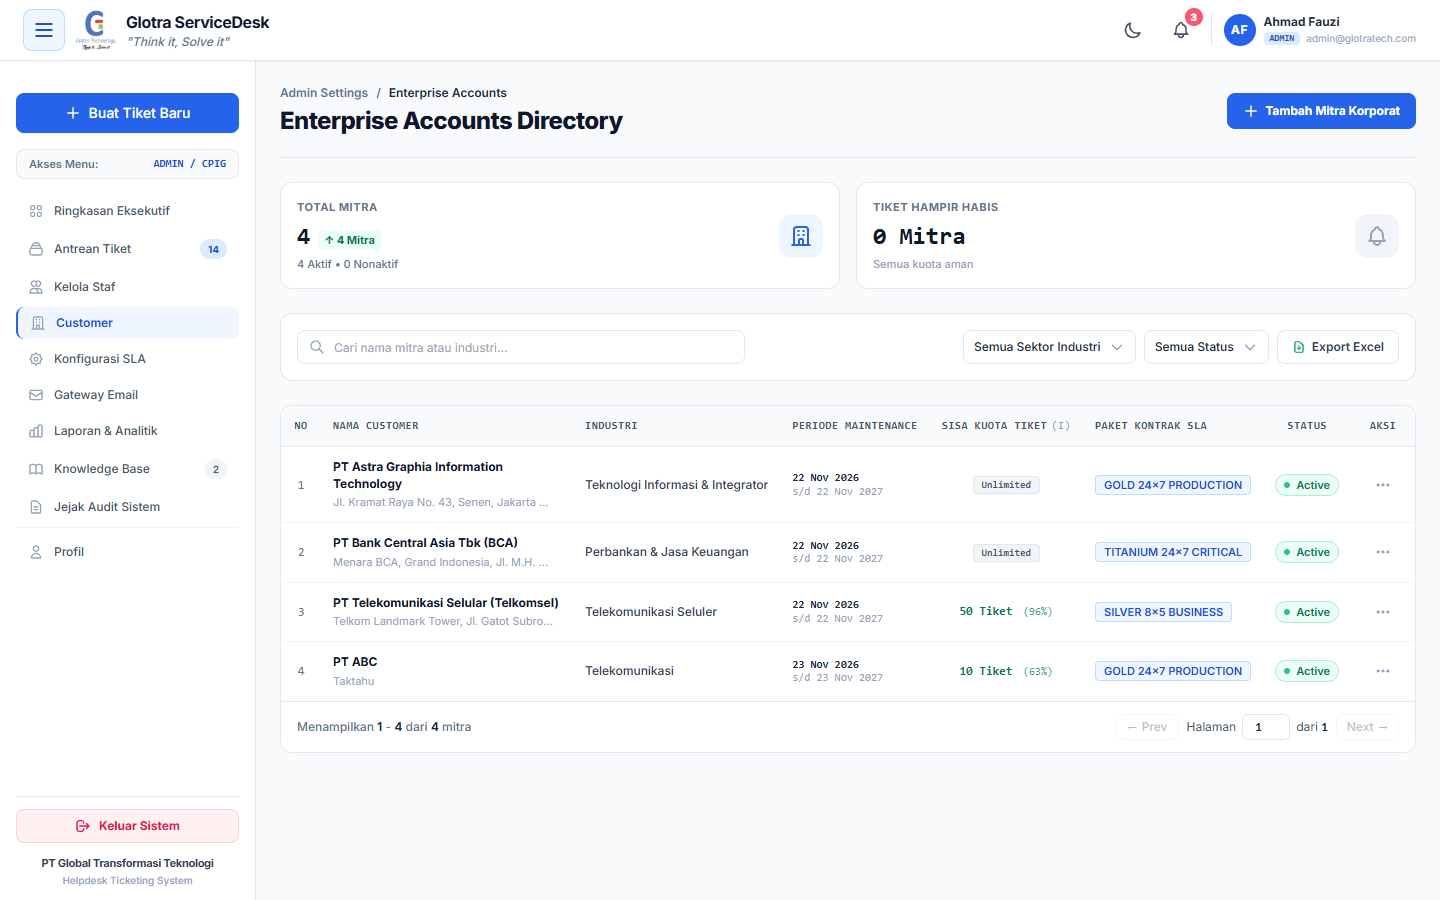 Glotra ServiceDesk
"Think it, Solve it"
3
AF
Ahmad Fauzi
ADMIN admin@glotratech.com
Buat Tiket Baru
Akses Menu: ADMIN / CPIG
Ringkasan Eksekutif
Antrean Tiket 14
Kelola Staf
Customer
Konfigurasi SLA
Gateway Email
Laporan & Analitik
Knowledge Base 2
Jejak Audit Sistem
Profil
Keluar Sistem
PT Global Transformasi Teknologi
Helpdesk Ticketing System
Admin Settings / Enterprise Accounts
Enterprise Accounts Directory
Tambah Mitra Korporat
TOTAL MITRA
4 ↑ 4 Mitra
4 Aktif • 0 Nonaktif
TIKET HAMPIR HABIS
0 Mitra
Semua kuota aman
Cari nama mitra atau industri...
Semua Sektor Industri
Semua Status
Export Excel
NO NAMA CUSTOMER INDUSTRI PERIODE MAINTENANCE SISA KUOTA TIKET (I) PAKET KONTRAK SLA STATUS AKSI
1 PT Astra Graphia Information Technology
Jl. Kramat Raya No. 43, Senen, Jakarta ...
Teknologi Informasi & Integrator
22 Nov 2026
s/d 22 Nov 2027
Unlimited
GOLD 24×7 PRODUCTION
Active
2 PT Bank Central Asia Tbk (BCA)
Menara BCA, Grand Indonesia, Jl. M.H. ...
Perbankan & Jasa Keuangan
22 Nov 2026
s/d 22 Nov 2027
Unlimited
TITANIUM 24×7 CRITICAL
Active
3 PT Telekomunikasi Selular (Telkomsel)
Telkom Landmark Tower, Jl. Gatot Subro...
Telekomunikasi Seluler
22 Nov 2026
s/d 22 Nov 2027
50 Tiket (96%)
SILVER 8×5 BUSINESS
Active
4 PT ABC
Taktahu
Telekomunikasi
23 Nov 2026
s/d 23 Nov 2027
10 Tiket (63%)
GOLD 24×7 PRODUCTION
Active
Menampilkan 1 - 4 dari 4 mitra
← Prev Halaman 1 dari 1 Next →